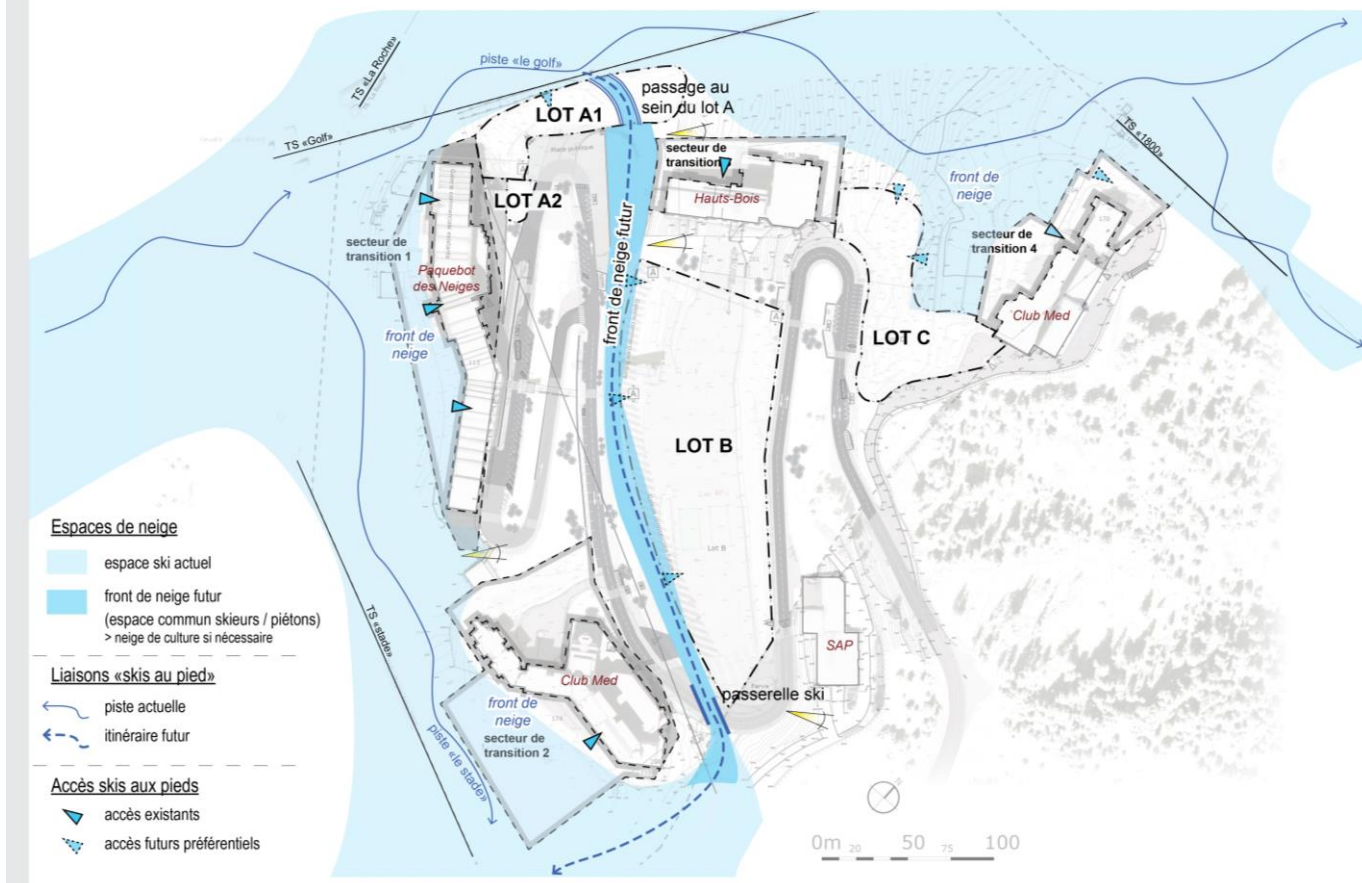 piste «le golf»
TS «La Roche»
TS «Golf»
passage au
sein du lot A
LOT A1
Place publique
TS «1800»
secteur de
transition
Hauts-Bois
front de
neige
LOT A2
secteur de
transition 1
Paquebot
des Neiges
front de
neige
secteur de
transition 4
Club Med
front de neige futur
LOT C
LOT B
Lot B
Espaces de neige
espace ski actuel
front de neige futur
(espace commun skieurs / piétons)
> neige de culture si nécessaire
Liaisons «skis au pied»
piste actuelle
itinéraire futur
Accès skis aux pieds
accès existants
accès futurs préférentiels
TS «stade»
SAP
Club Med
passerelle ski
front de
neige
secteur de
transition 2
piste «le stade»
0m 20 50 75 100